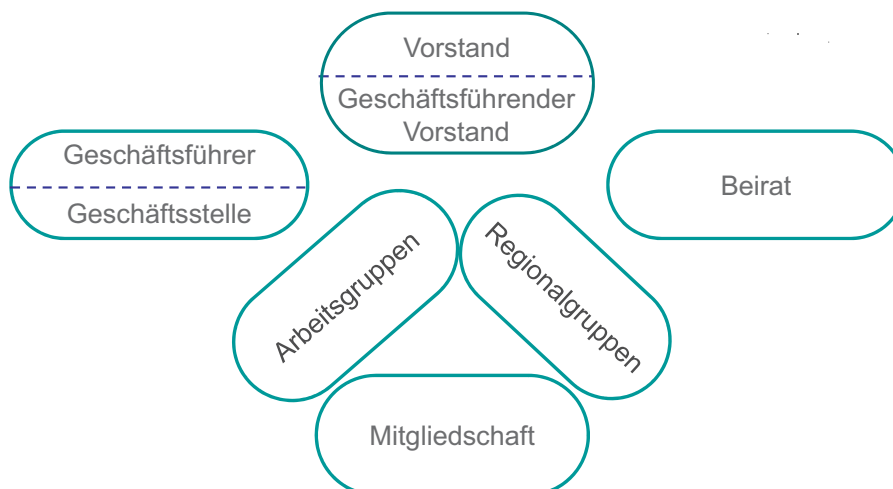 Vorstand
Geschäftsführender
Vorstand
Geschäftsführer
Geschäftsstelle
Beirat
Arbeitsgruppen
Regionalgruppen
Mitgliedschaft